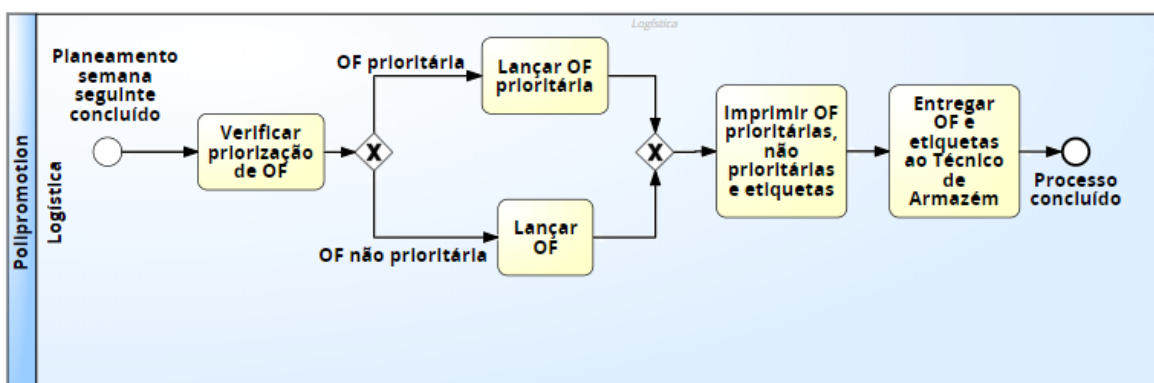 Logística
Polipromotion
Logística
Planeamento
semana
seguinte
concluído
Verificar
priorização
de OF
X
OF prioritária
Lançar OF
prioritária
OF não prioritária
Lançar
OF
X
Imprimir OF
prioritárias,
não
prioritárias
e etiquetas
Entregar
OF e
etiquetas
ao Técnico
de
Armazém
Processo
concluído